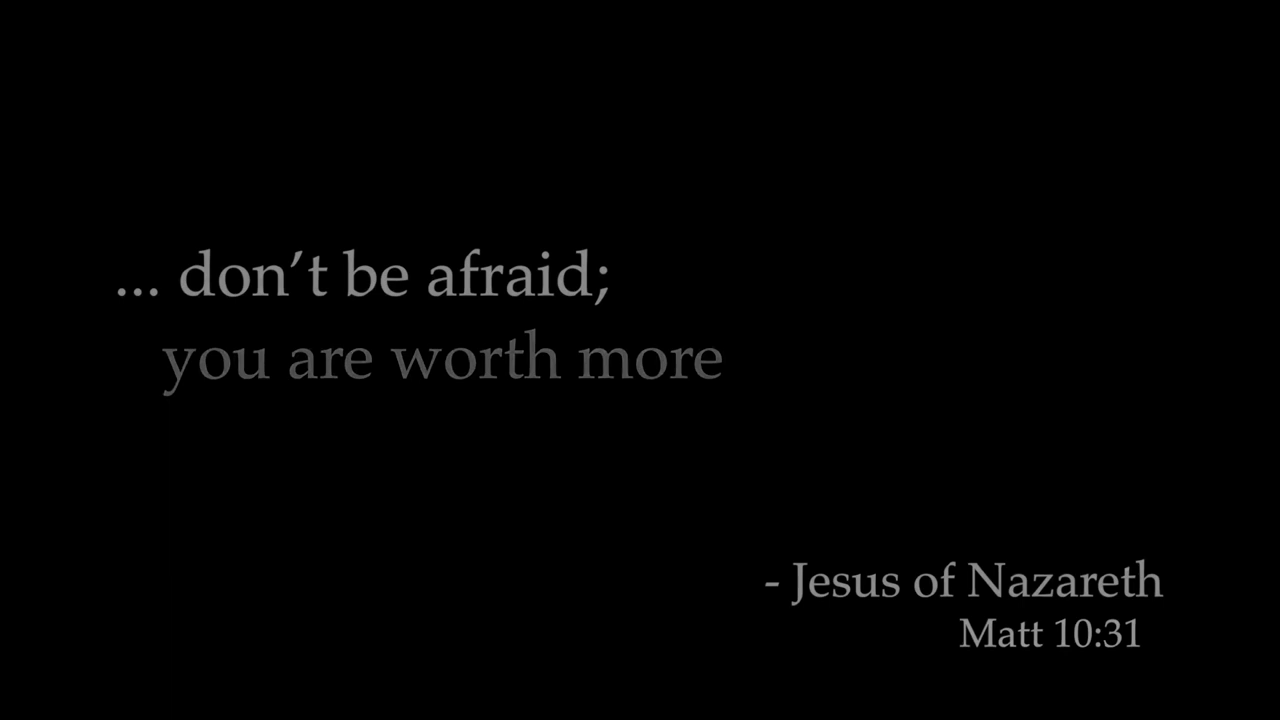 ... don’t be afraid;
you are worth more
- Jesus of Nazareth
Matt 10:31